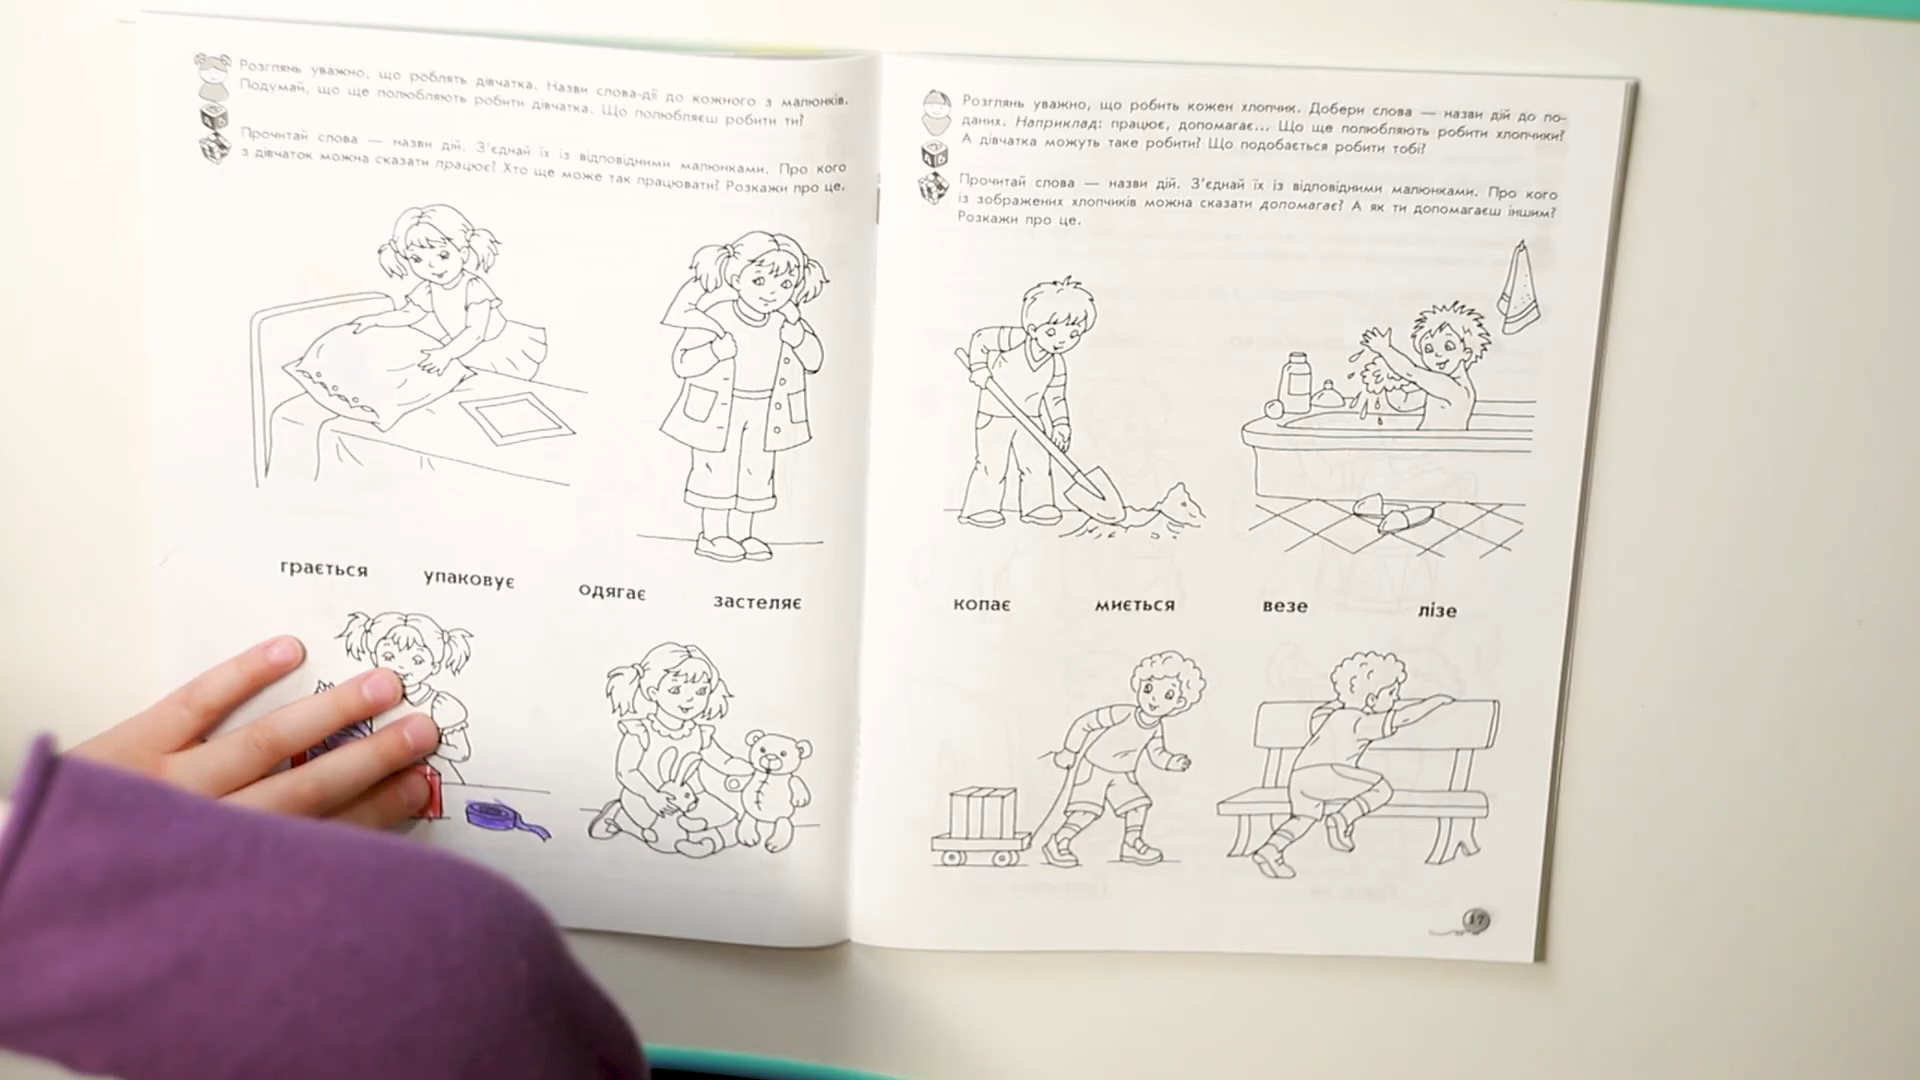 Розглянь уважно, що роблять дівчатка. Назви слова-дії до кожного з малюнків.
Подумай, що ще полюбляють робити дівчатка. Що полюбляєш робити ти?
Прочитай слова — назви дій. З’єднай їх із відповідними малюнками. Про кого
з дівчаток можна сказати працює? Хто ще може так працювати? Розкажи про це.
грається упаковує одягає застеляє
Розглянь уважно, що робить кожен хлопчик. Добери слова — назви дій до по-
даних. Наприклад: працює, допомагає... Що ще полюбляють робити хлопчики?
А дівчатка можуть таке робити? Що подобається робити тобі?
Прочитай слова — назви дій. З’єднай їх із відповідними малюнками. Про кого
із зображених хлопчиків можна сказати допомагає? А як ти допомагаєш іншим?
Розкажи про це.
копає миється везе лізе
17